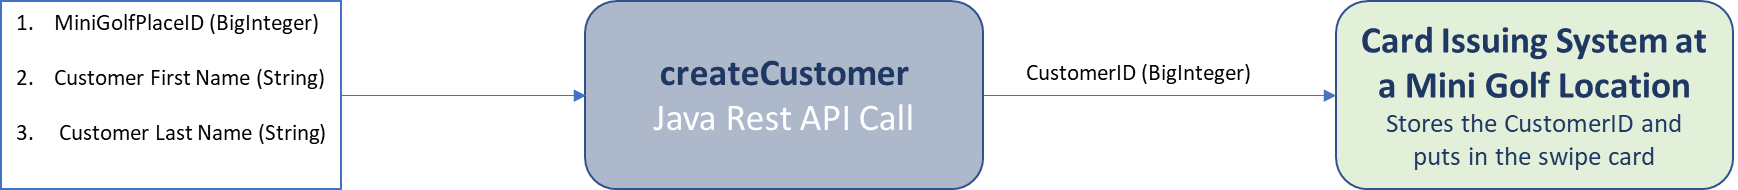 1. MiniGolfPlaceID (BigInteger)
2. Customer First Name (String)
3. Customer Last Name (String)
createCustomer
Java Rest API Call
CustomerID (BigInteger)
Card Issuing System at
a Mini Golf Location
Stores the CustomerID and
puts in the swipe card